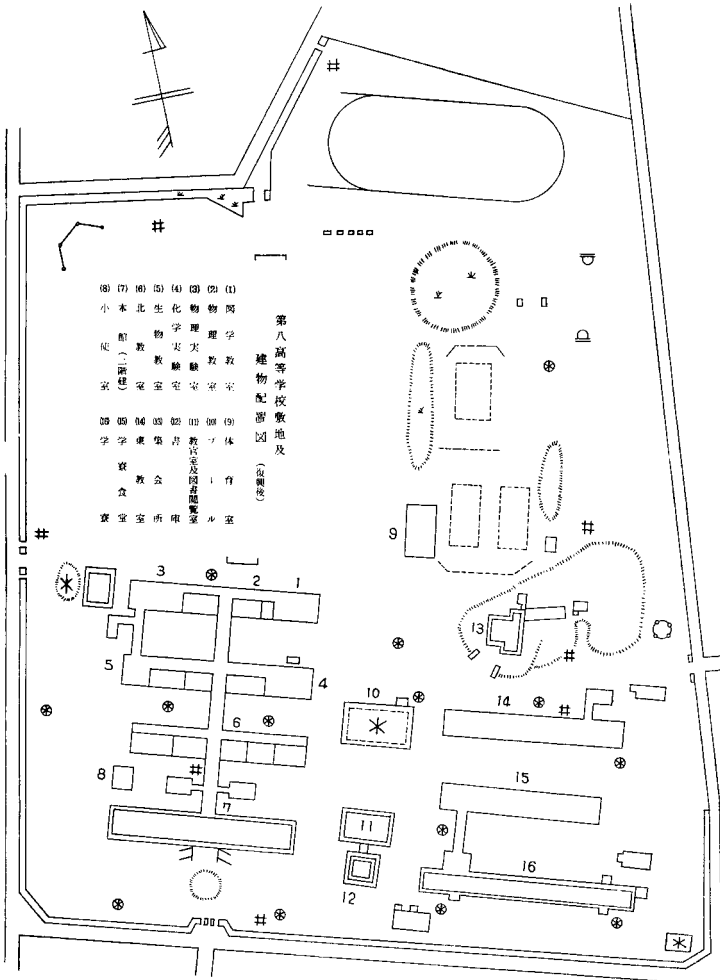 第八高等学校敷地及
建物配置図 (復興後)
(1) 図学教室
(2) 物理教室
(3) 物理実験室
(4) 化学実験室
(5) 生物教室
(6) 北教室
(7) 本館(二階建)
(8) 小使室
(9) 体育室
(10) プール
(11) 教官室及図書閲覧室
(12) 書庫
(13) 集会所
(14) 東教室
(15) 学寮食堂
(16) 学寮
9
3
2
1
13
5
4
10
14
6
8
15
7
11
16
12